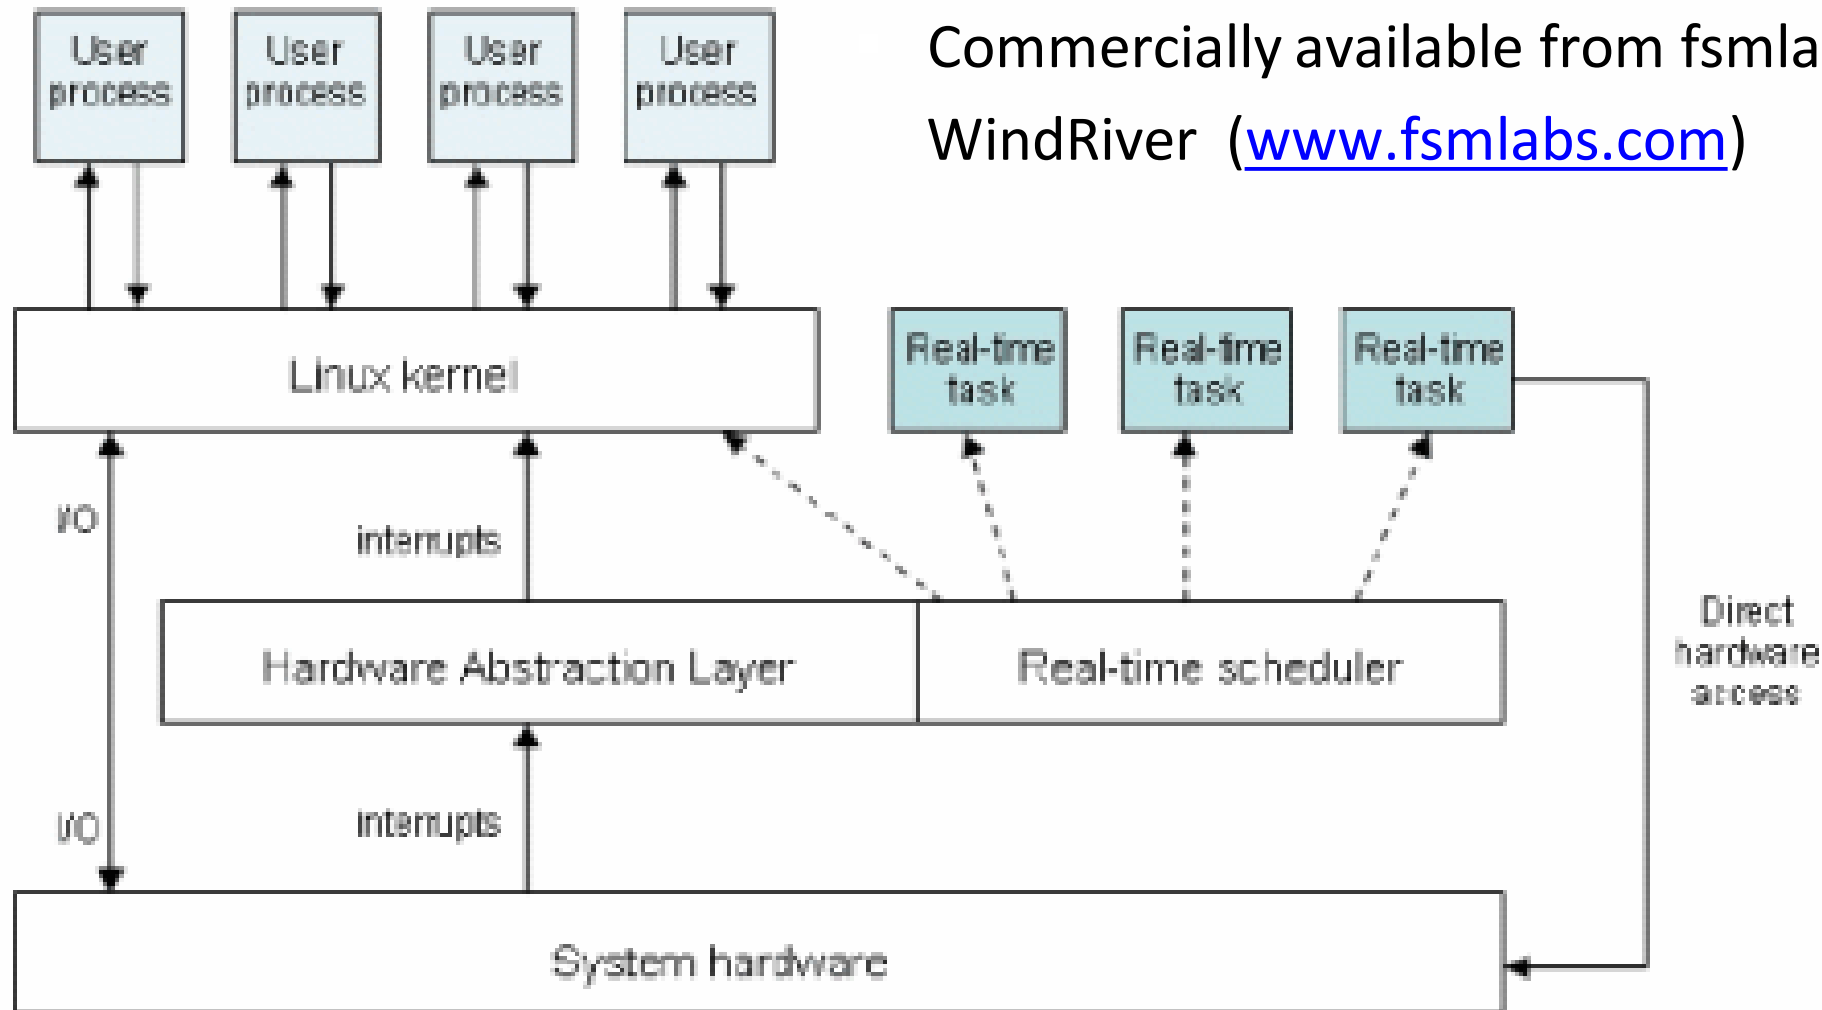 Commercially available from fsmla
WindRiver (www.fsmlabs.com)
User
process
User
process
User
process
User
process
Linux kernel
Real-time
task
Real-time
task
Real-time
task
I/O
interrupts
Hardware Abstraction Layer
Real-time scheduler
Direct
hardware
access
I/O
interrupts
System hardware